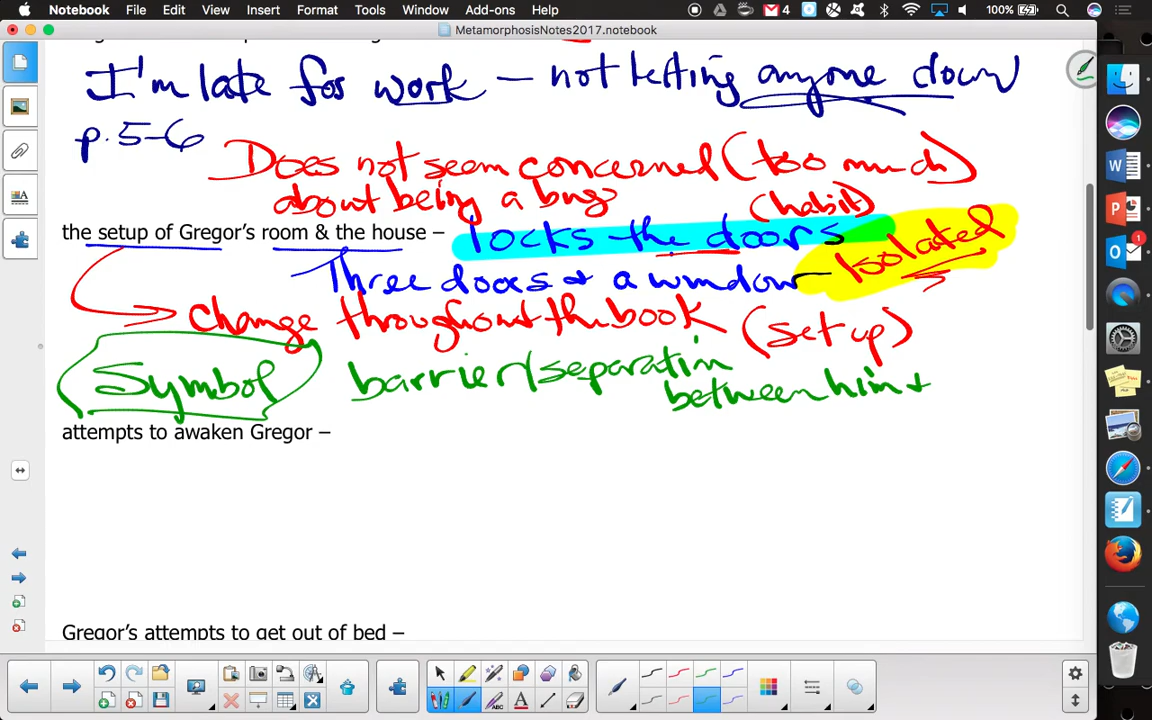 Notebook File Edit View Insert Format Tools Window Add-ons Help 4 100%
MetamorphosisNotes2017.notebook
I'm late for work – not letting anyone down
p. 5-6
Does not seem concerned (too much)
about being a bug
(habit)
the setup of Gregor's room & the house –
locks the doors
Isolated
Three doors & a window
change throughout the book (set up)
Symbol
barrier/separation
between him +
attempts to awaken Gregor –
Gregor's attempts to get out of bed –